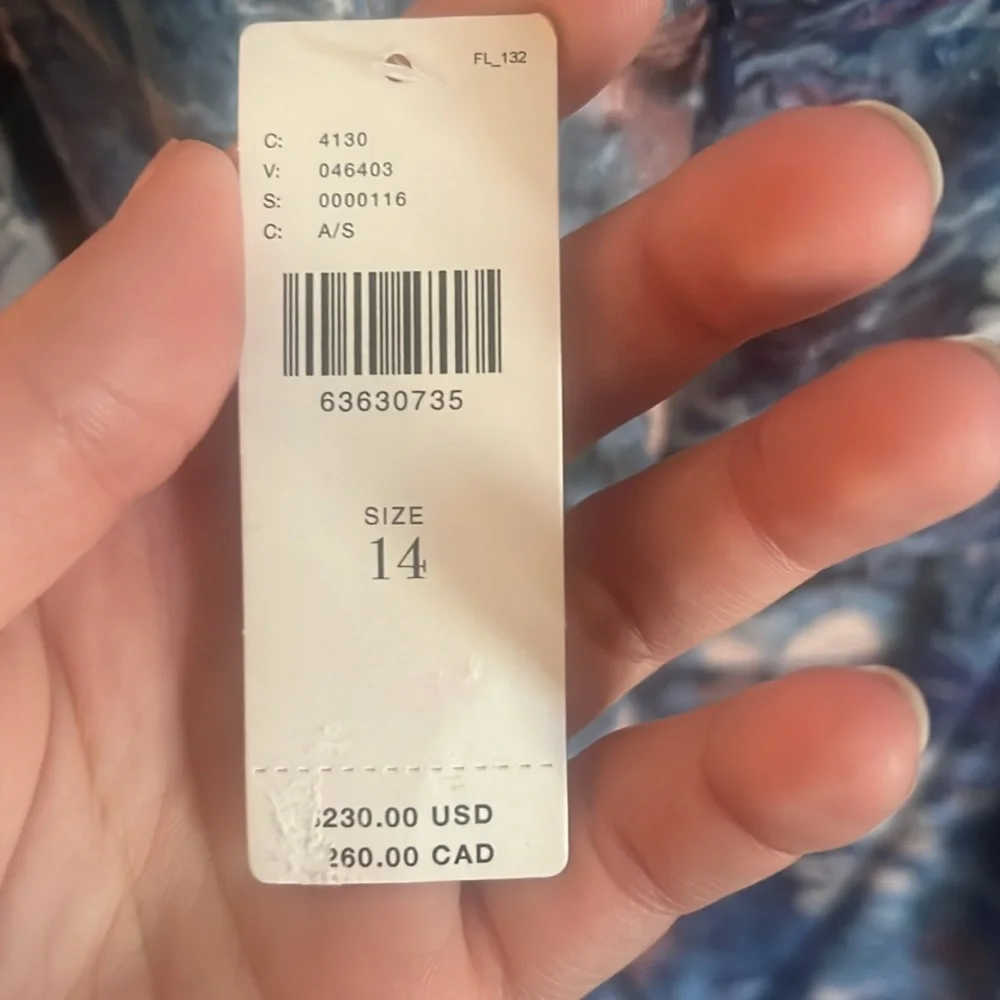 FL_132
C: 4130
V: 046403
S: 0000116
C: A/S
63630735
SIZE
14
230.00 USD
260.00 CAD